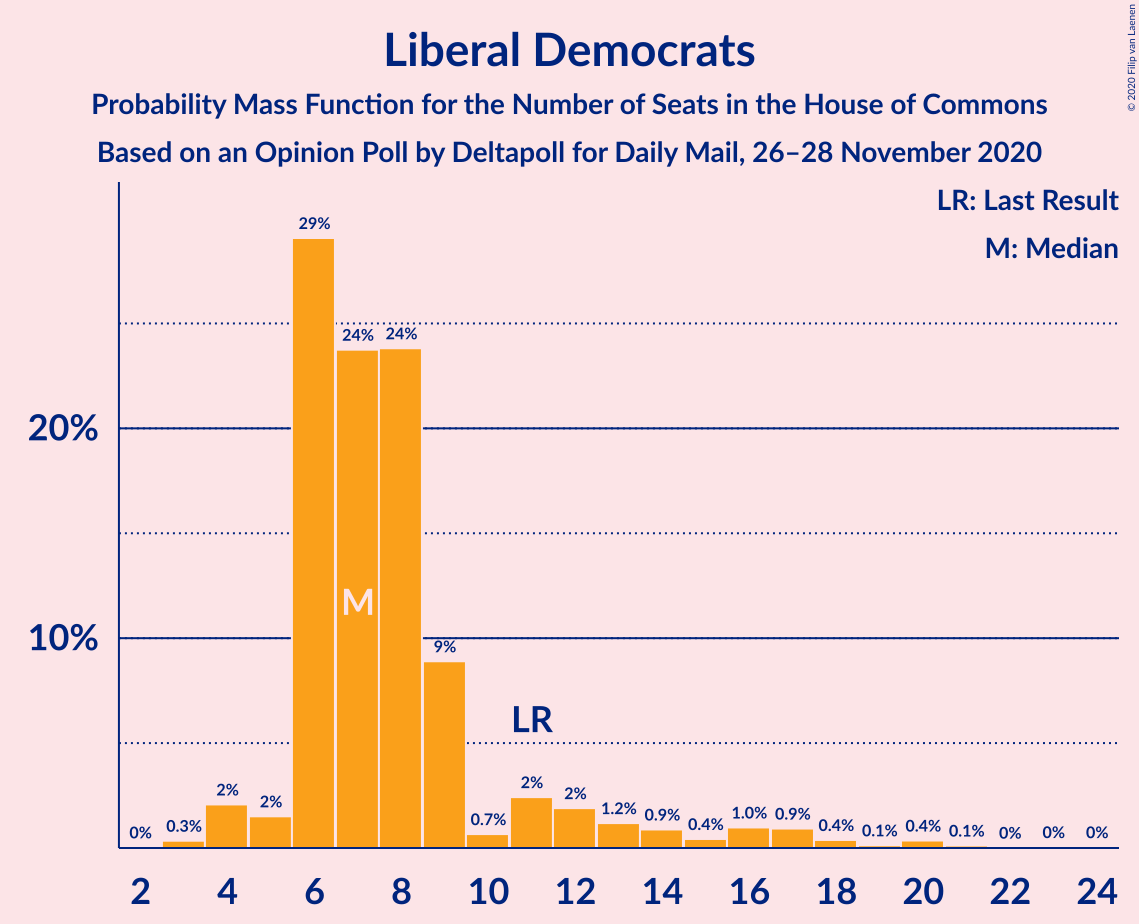 © 2020 Filip van Laenen
Liberal Democrats
Probability Mass Function for the Number of Seats in the House of Commons
Based on an Opinion Poll by Deltapoll for Daily Mail, 26–28 November 2020
LR: Last Result
M: Median
29%
24% 24%
20%
M
10%
9%
LR
0% 0.3% 2% 2% 0.7% 2% 2% 1.2% 0.9% 0.4% 1.0% 0.9% 0.4% 0.1% 0.4% 0.1% 0% 0% 0%
2 4 6 8 10 12 14 16 18 20 22 24